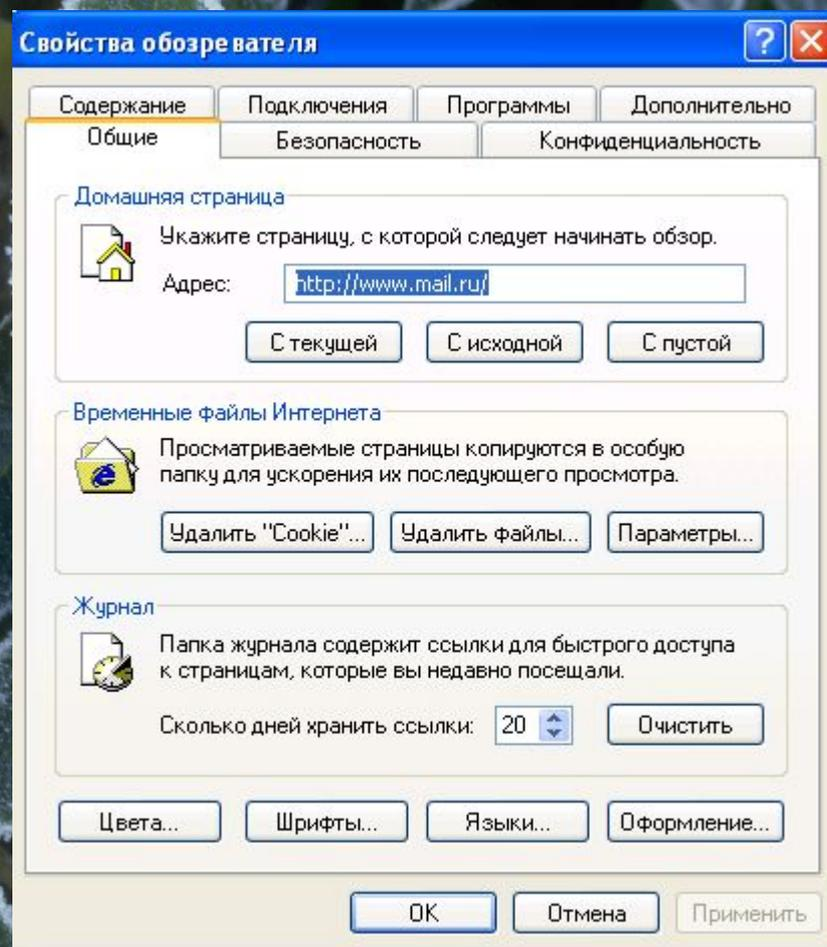 Свойства обозревателя
Содержание Подключения Программы Дополнительно
Общие Безопасность Конфиденциальность
Домашняя страница
Укажите страницу, с которой следует начинать обзор.
Адрес: http://www.mail.ru/
С текущей С исходной С пустой
Временные файлы Интернета
Просматриваемые страницы копируются в особую
папку для ускорения их последующего просмотра.
Удалить "Cookie"... Удалить файлы... Параметры...
Журнал
Папка журнала содержит ссылки для быстрого доступа
к страницам, которые вы недавно посещали.
Сколько дней хранить ссылки: 20 Очистить
Цвета... Шрифты... Языки... Оформление...
OK Отмена Применить